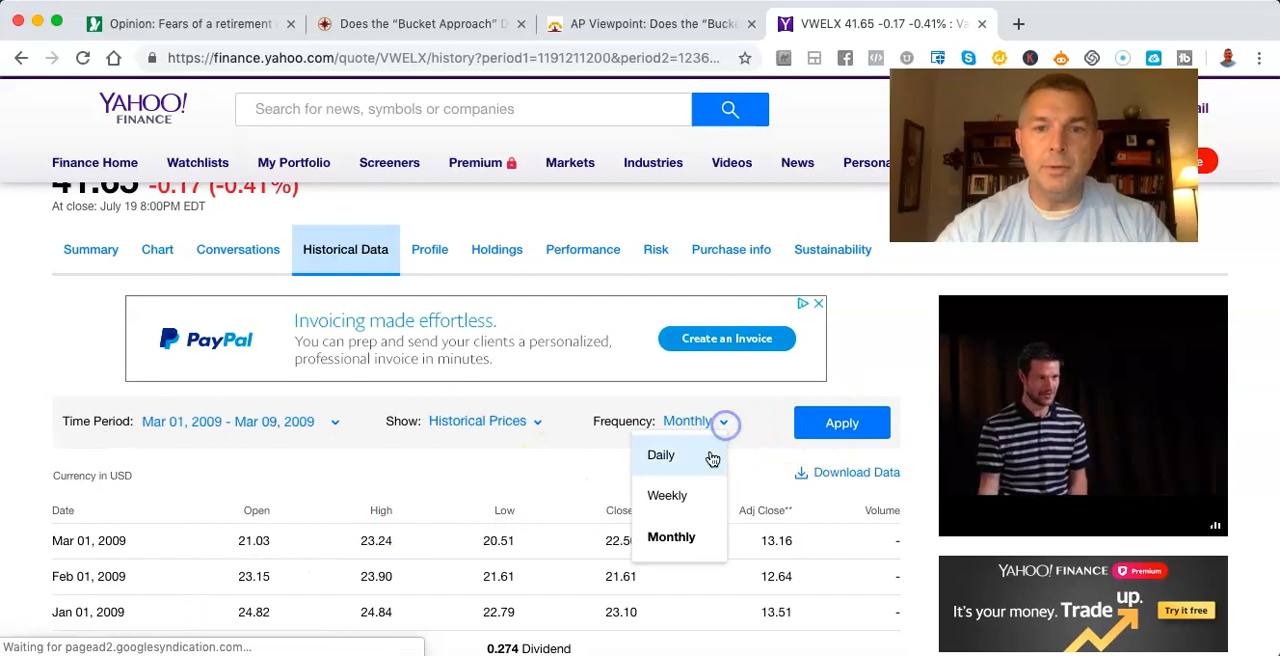 Opinion: Fears of a retirement
Does the “Bucket Approach” D
AP Viewpoint: Does the “Bucke
VWELX 41.65 -0.17 -0.41% : Va
https://finance.yahoo.com/quote/VWELX/history?period1=1191211200&period2=1236...
YAHOO!
FINANCE
Search for news, symbols or companies
ail
Finance Home Watchlists My Portfolio Screeners Premium Markets Industries Videos News Persona
e
41.65 -0.17 (-0.41%)
At close: July 19 8:00PM EDT
Summary Chart Conversations Historical Data Profile Holdings Performance Risk Purchase info Sustainability
PayPal
Invoicing made effortless.
You can prep and send your clients a personalized,
professional invoice in minutes.
Create an Invoice
Time Period: Mar 01, 2009 - Mar 09, 2009 Show: Historical Prices Frequency: Monthly Apply
Daily
Weekly
Monthly
Currency in USD Download Data
Date Open High Low Close Adj Close** Volume
Mar 01, 2009 21.03 23.24 20.51 22.50 13.16 -
Feb 01, 2009 23.15 23.90 21.61 21.61 12.64 -
Jan 01, 2009 24.82 24.84 22.79 23.10 13.51 -
0.274 Dividend
YAHOO! FINANCE Premium
It's your money. Trade up. Try it free
Waiting for pagead2.googlesyndication.com...